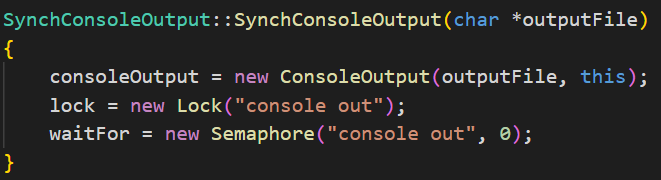 SynchConsoleOutput::SynchConsoleOutput(char *outputFile)
{
    consoleOutput = new ConsoleOutput(outputFile, this);
    lock = new Lock("console out");
    waitFor = new Semaphore("console out", 0);
}